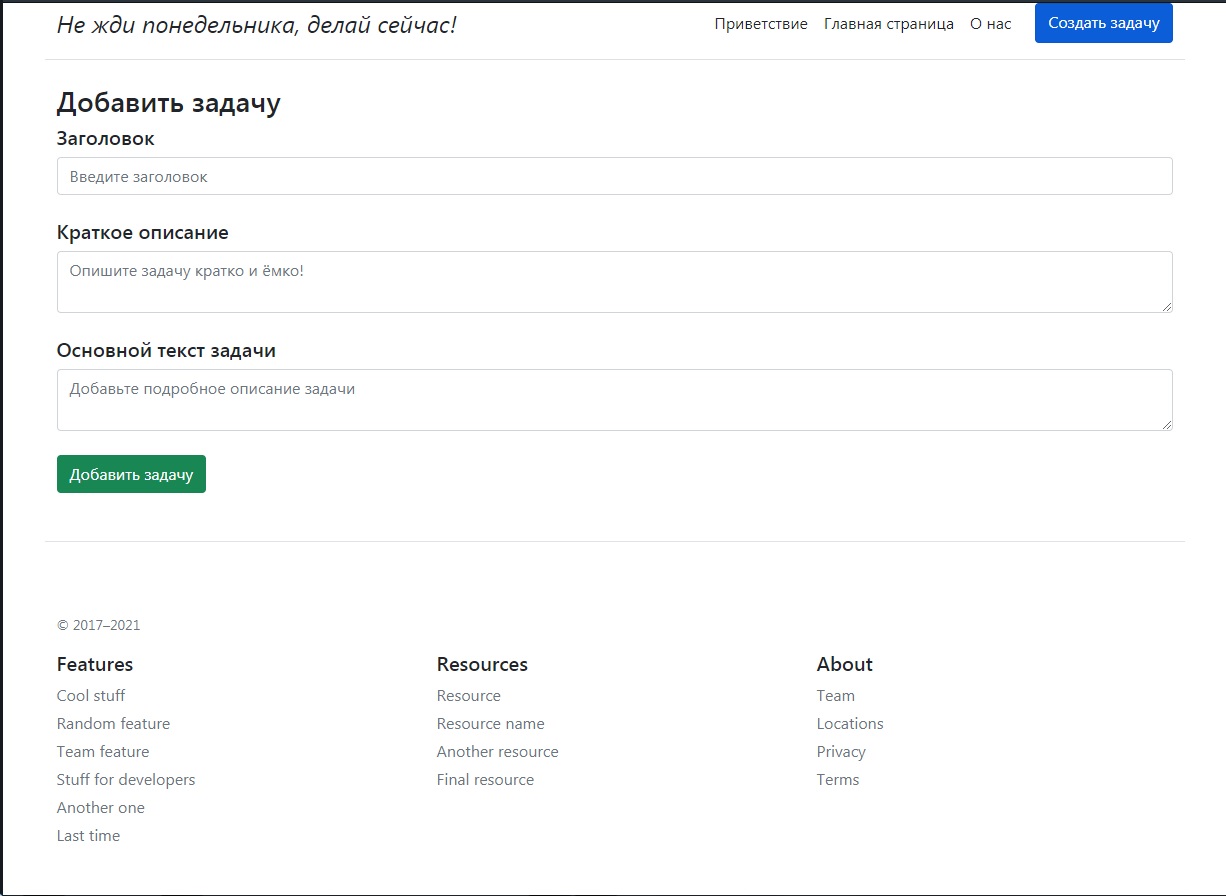 Не жди понедельника, делай сейчас!
Приветствие Главная страница О нас Создать задачу
Добавить задачу
Заголовок
Введите заголовок
Краткое описание
Опишите задачу кратко и ёмко!
Основной текст задачи
Добавьте подробное описание задачи
Добавить задачу
© 2017–2021
Features
Cool stuff
Random feature
Team feature
Stuff for developers
Another one
Last time
Resources
Resource
Resource name
Another resource
Final resource
About
Team
Locations
Privacy
Terms